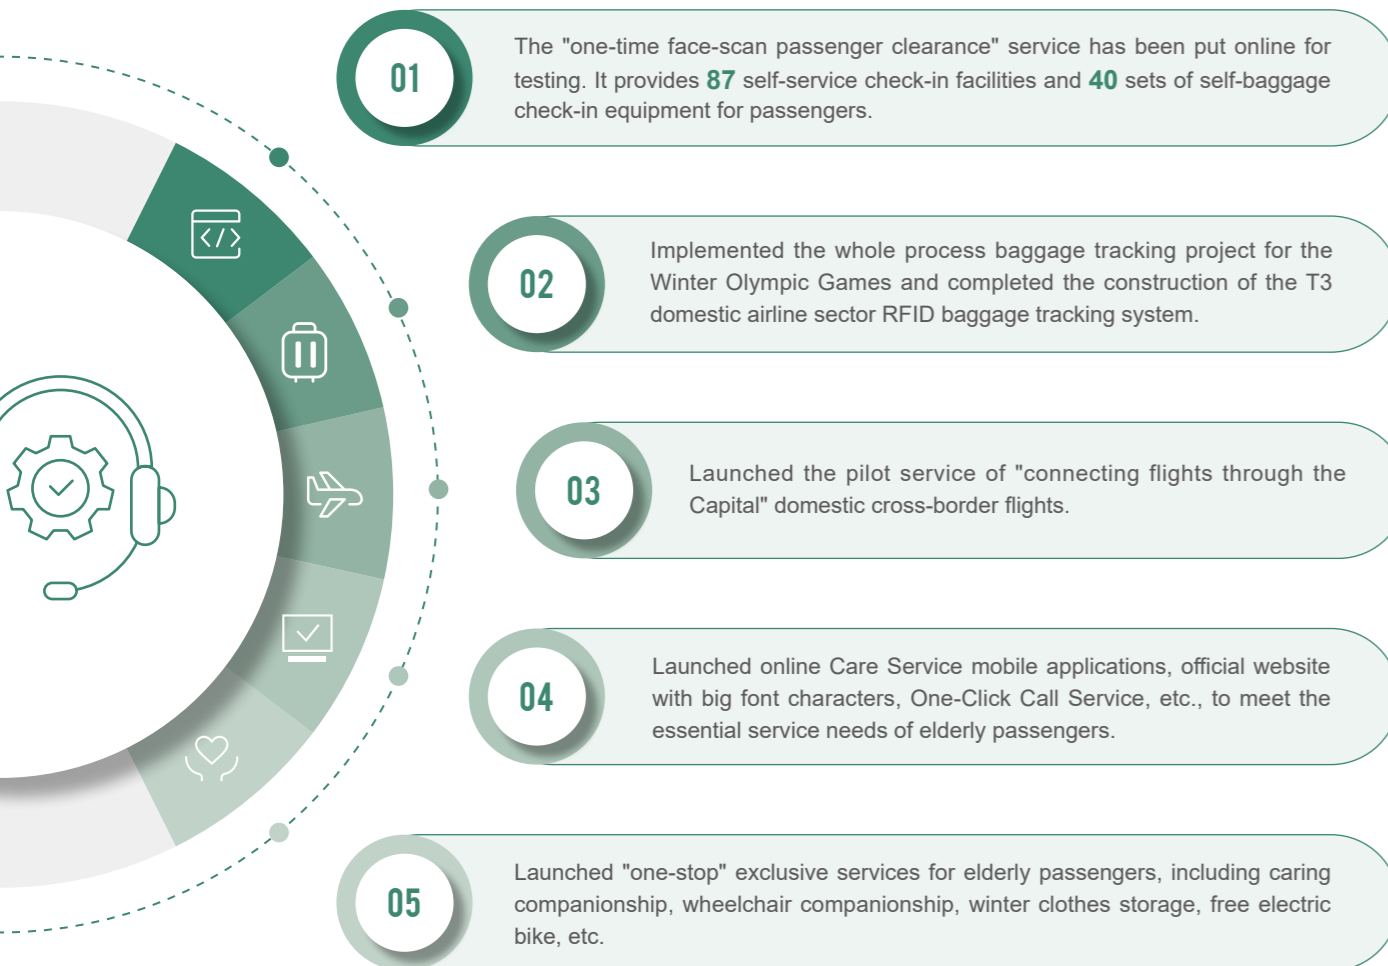 01
The "one-time face-scan passenger clearance" service has been put online for
testing. It provides 87 self-service check-in facilities and 40 sets of self-baggage
check-in equipment for passengers.
02
Implemented the whole process baggage tracking project for the
Winter Olympic Games and completed the construction of the T3
domestic airline sector RFID baggage tracking system.
03
Launched the pilot service of "connecting flights through the
Capital" domestic cross-border flights.
04
Launched online Care Service mobile applications, official website
with big font characters, One-Click Call Service, etc., to meet the
essential service needs of elderly passengers.
05
Launched "one-stop" exclusive services for elderly passengers, including caring
companionship, wheelchair companionship, winter clothes storage, free electric
bike, etc.